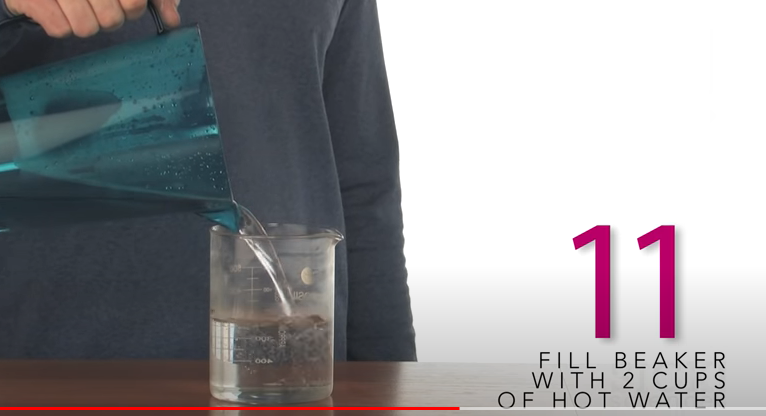 11
FILL BEAKER
WITH 2 CUPS
OF HOT WATER